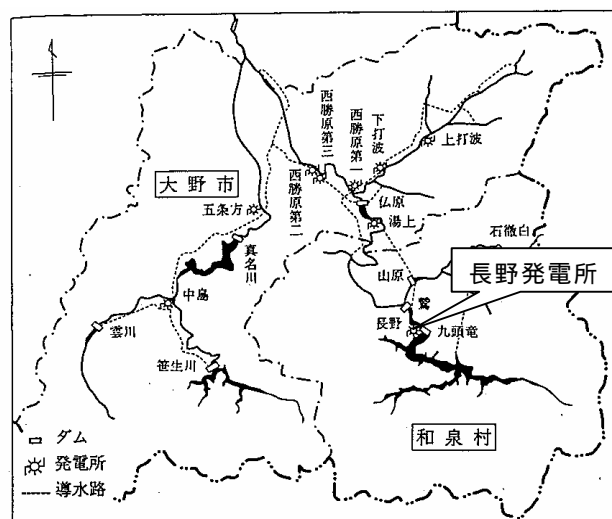 西勝原第三
西勝原第一
下打波
上打波
西勝原第二
大野市
五条方
仏原
湯上
石徹白
真名川
山原
長野発電所
鷲
中島
長野
九頭竜
雲川
笹生川
和泉村
ダム
発電所
導水路